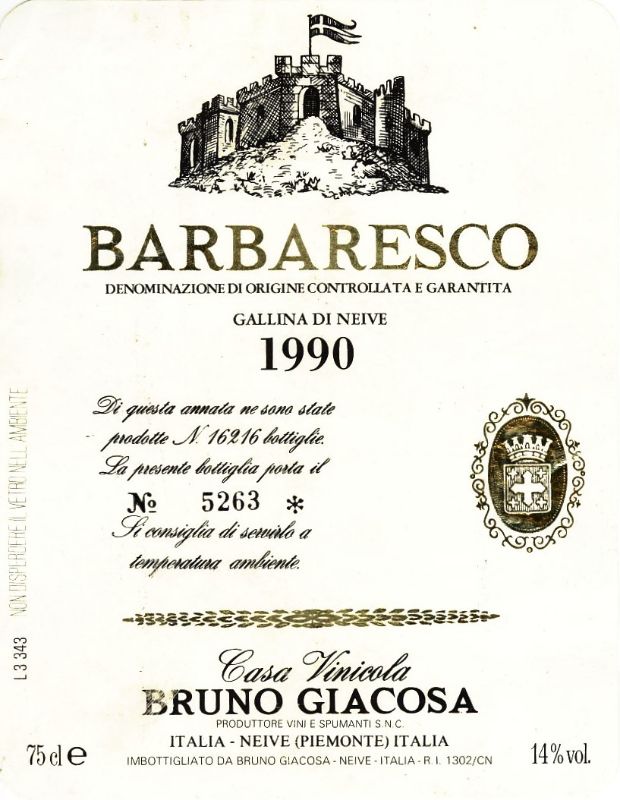 BARBARESCO
DENOMINAZIONE DI ORIGINE CONTROLLATA E GARANTITA
GALLINA DI NEIVE
1990
Di questa annata ne sono state
prodotte N. 16216 bottiglie.
La presente bottiglia porta il
№ 5263 *
Si consiglia di servirlo a
temperatura ambiente.
L 3 343 NON DISPERDERE IL VETRO NELL AMBIENTE
Casa Vinicola
BRUNO GIACOSA
PRODUTTORE VINI E SPUMANTI S.N.C.
ITALIA - NEIVE (PIEMONTE) ITALIA
75 cl e
IMBOTTIGLIATO DA BRUNO GIACOSA - NEIVE - ITALIA - R.I. 1302/CN
14% vol.